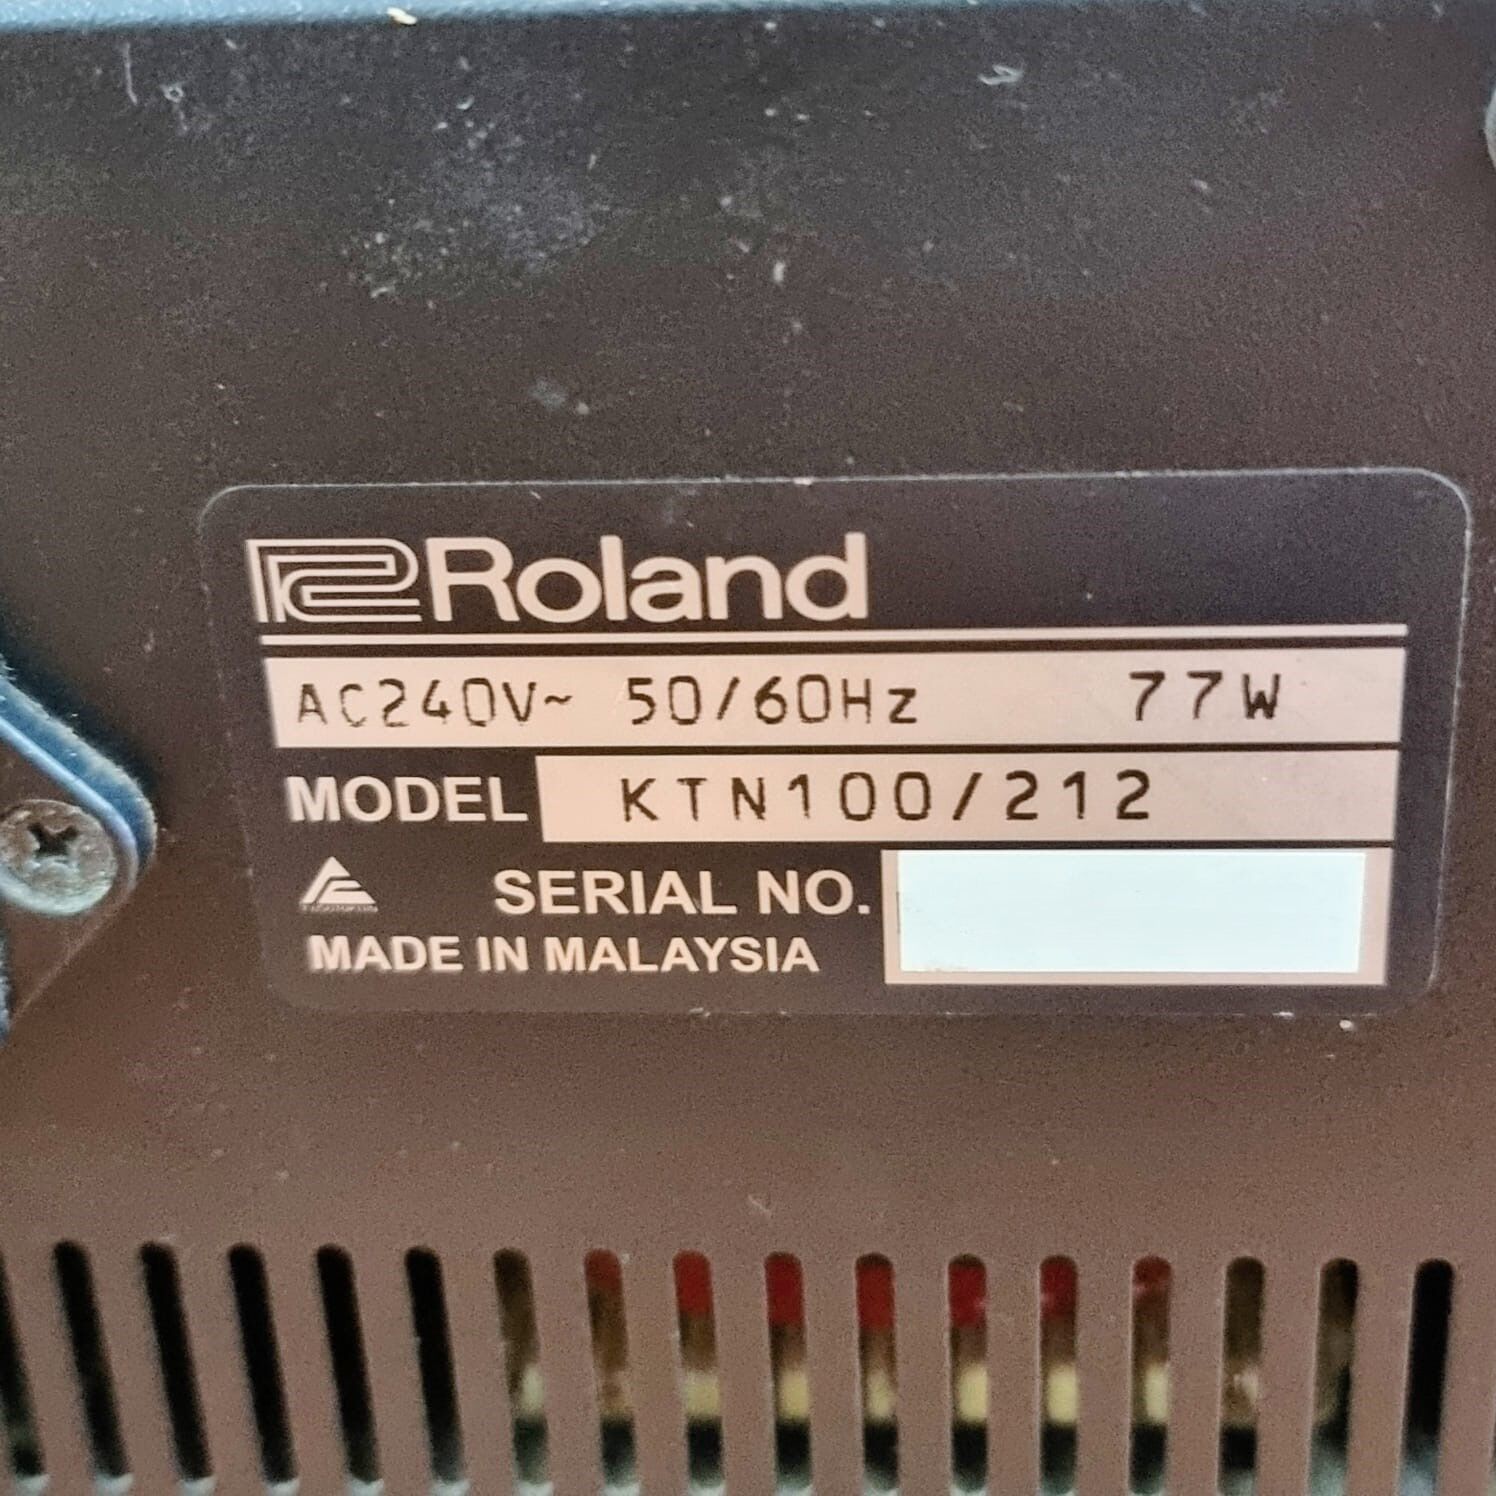 Roland
AC240V~ 50/60Hz 77W
MODEL KTN100/212
SERIAL NO.
MADE IN MALAYSIA